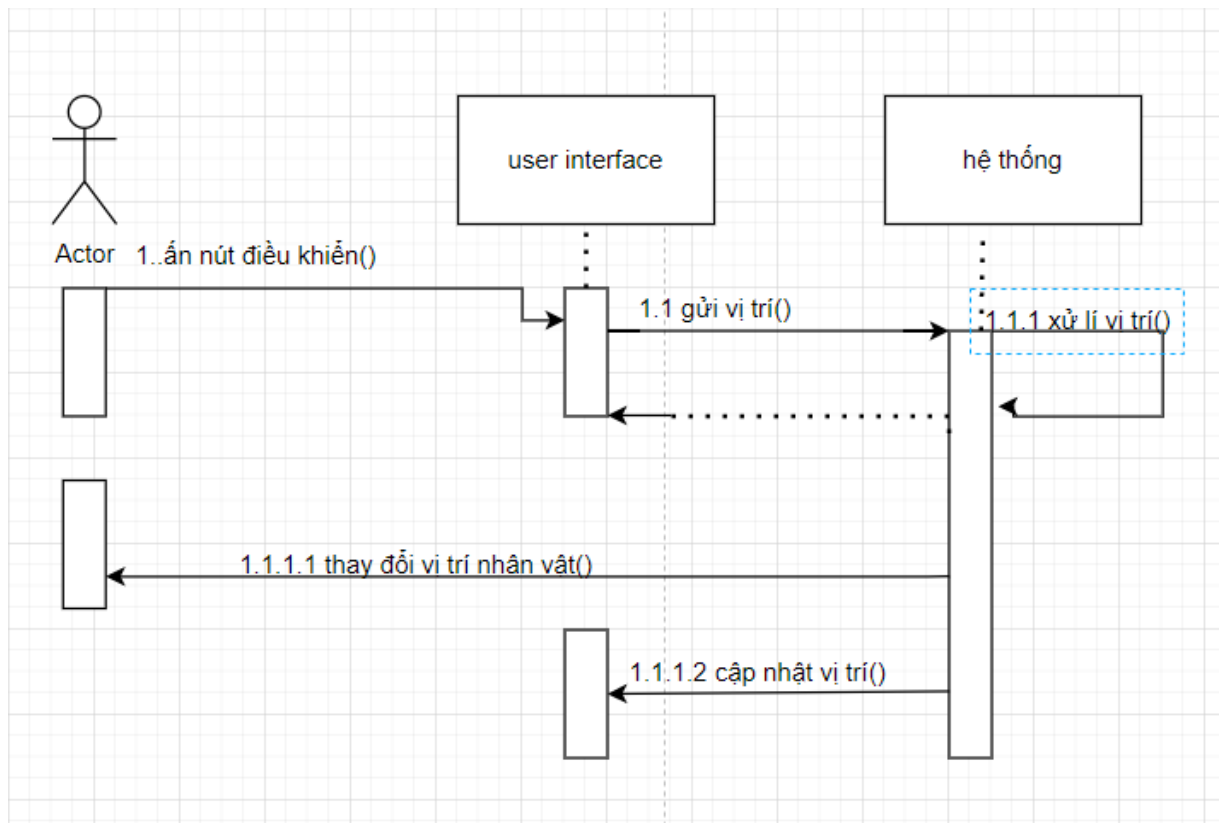 user interface
hệ thống
Actor
1..ấn nút điều khiển()
1.1 gửi vị trí()
1.1.1 xử lí vị trí()
1.1.1.1 thay đổi vị trí nhân vât()
1.1.1.2 cập nhật vị trí()